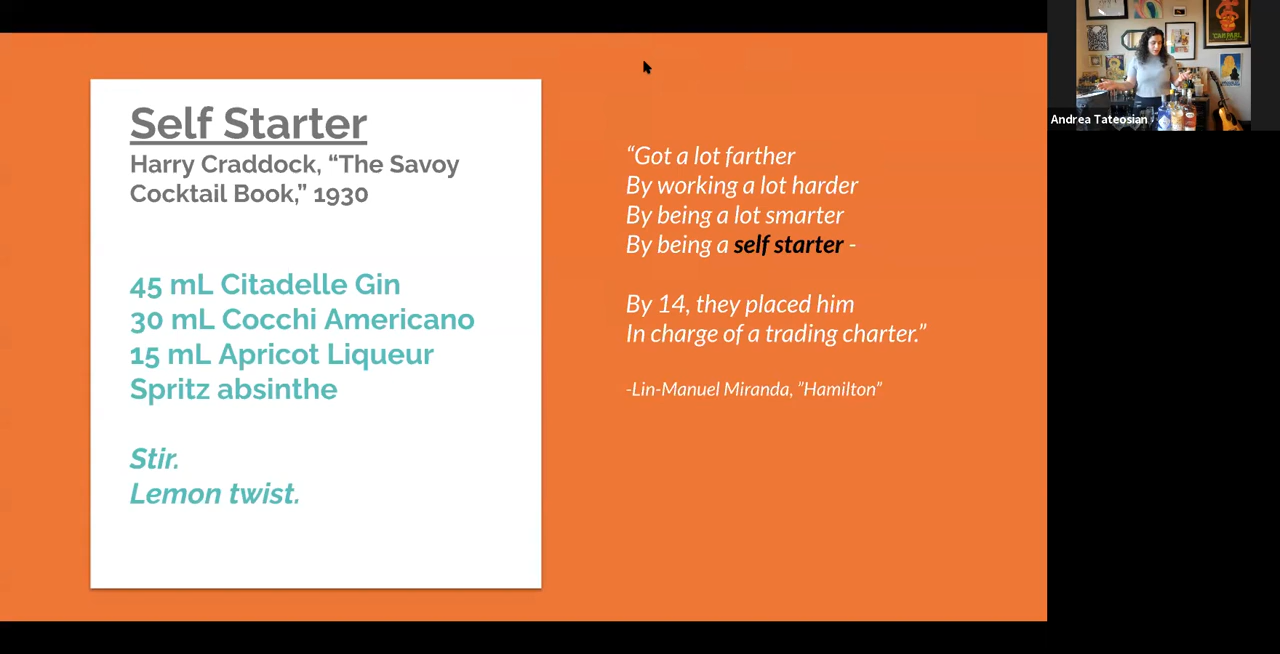 Self Starter
Harry Craddock, “The Savoy
Cocktail Book,” 1930
45 mL Citadelle Gin
30 mL Cocchi Americano
15 mL Apricot Liqueur
Spritz absinthe
Stir.
Lemon twist.
“Got a lot farther
By working a lot harder
By being a lot smarter
By being a self starter -
By 14, they placed him
In charge of a trading charter.”
-Lin-Manuel Miranda, ”Hamilton”
CAMPARI
Andrea Tateosian